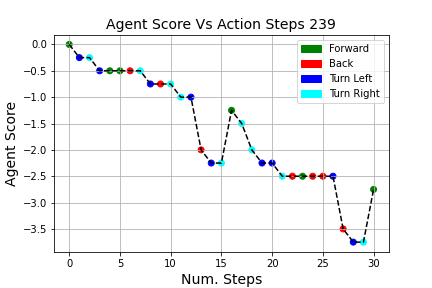 Agent Score Vs Action Steps 239
Forward
Back
Turn Left
Turn Right
0.0
−0.5
−1.0
−1.5
−2.0
−2.5
−3.0
−3.5
Agent Score
0 5 10 15 20 25 30
Num. Steps